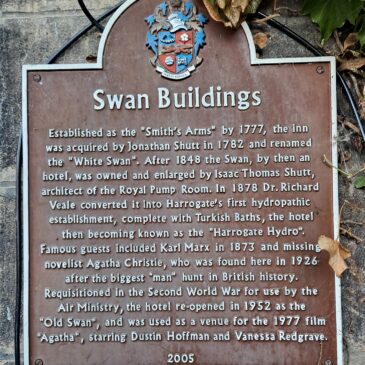 Swan Buildings
Established as the "Smith's Arms" by 1777, the inn
was acquired by Jonathan Shutt in 1782 and renamed
the "White Swan". After 1848 the Swan, by then an
hotel, was owned and enlarged by Isaac Thomas Shutt,
architect of the Royal Pump Room. In 1878 Dr. Richard
Veale converted it into Harrogate's first hydropathic
establishment, complete with Turkish Baths, the hotel
then becoming known as the "Harrogate Hydro".
Famous guests included Karl Marx in 1873 and missing
novelist Agatha Christie, who was found here in 1926
after the biggest "man" hunt in British history.
Requisitioned in the Second World War for use by the
Air Ministry, the hotel re-opened in 1952 as the
"Old Swan", and was used as a venue for the 1977 film
"Agatha", starring Dustin Hoffman and Vanessa Redgrave.
2005